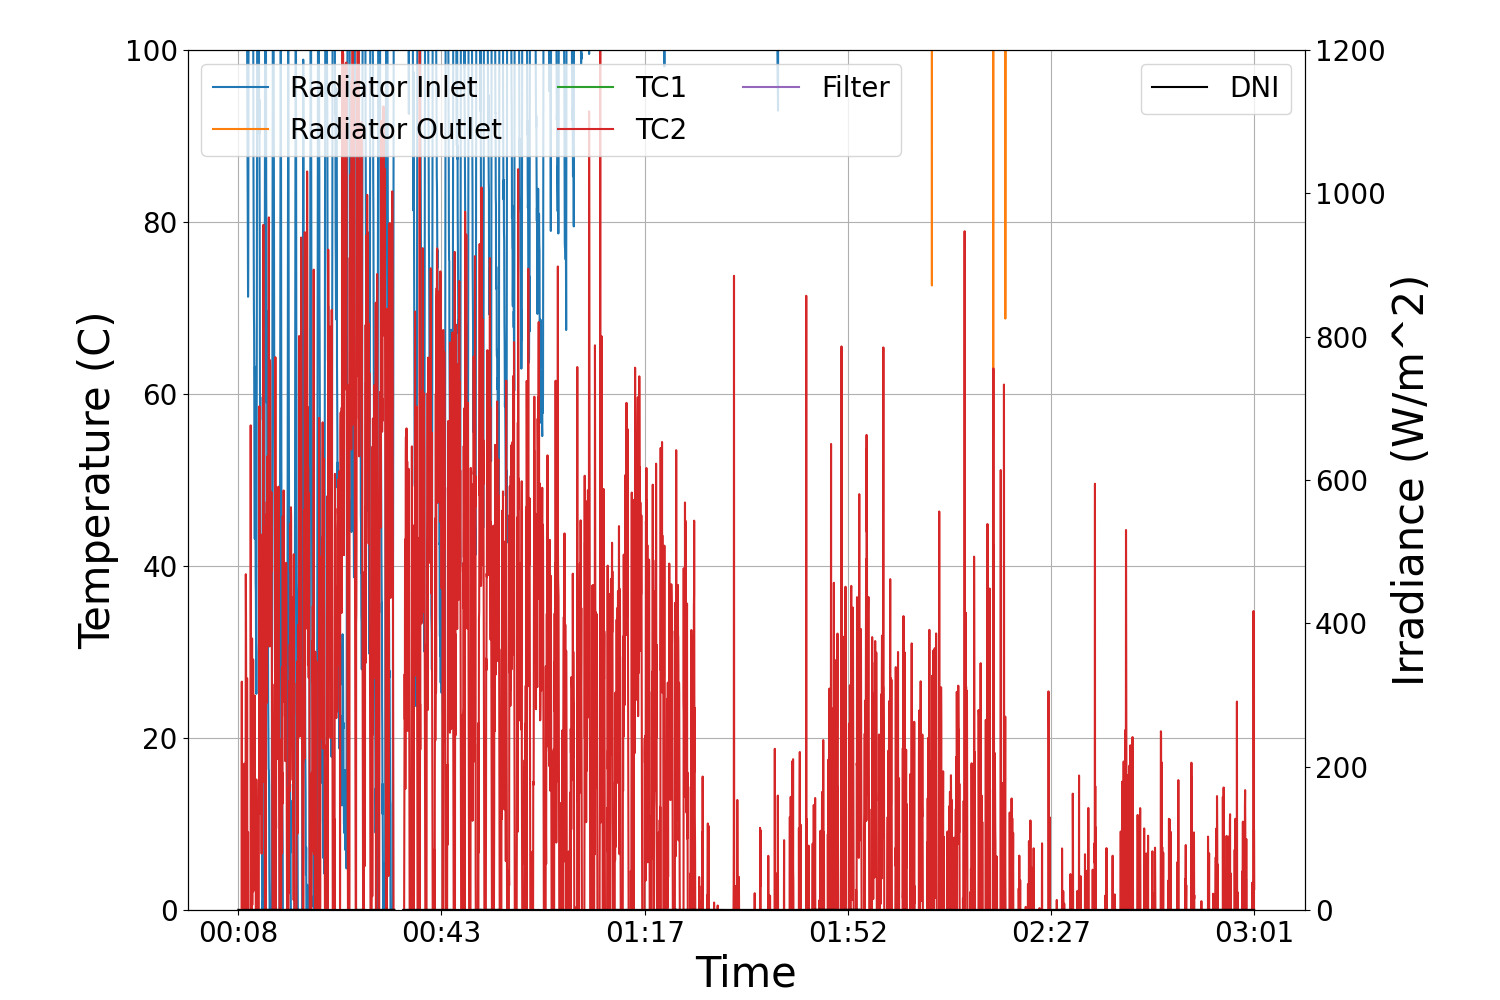 100
80
60
40
20
0
Temperature (C)
Radiator Inlet
Radiator Outlet
TC1
TC2
Filter
DNI
1200
1000
800
600
400
200
0
Irradiance (W/m^2)
00:08
00:43
01:17
01:52
02:27
03:01
Time